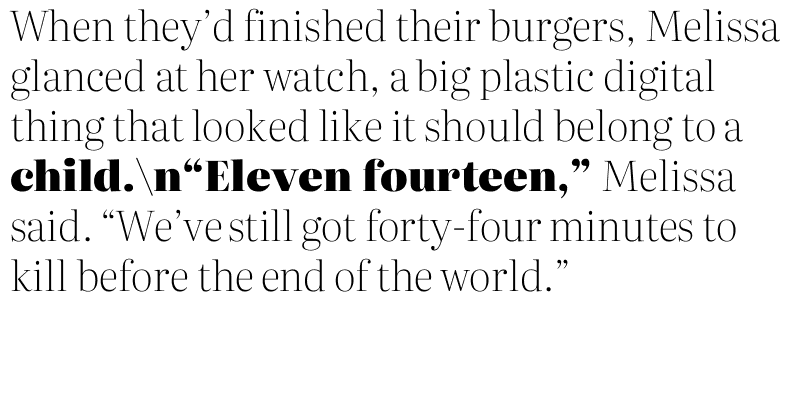 When they’d finished their burgers, Melissa
glanced at her watch, a big plastic digital
thing that looked like it should belong to a
child.\n“Eleven fourteen,” Melissa
said. “We’ve still got forty-four minutes to
kill before the end of the world.”